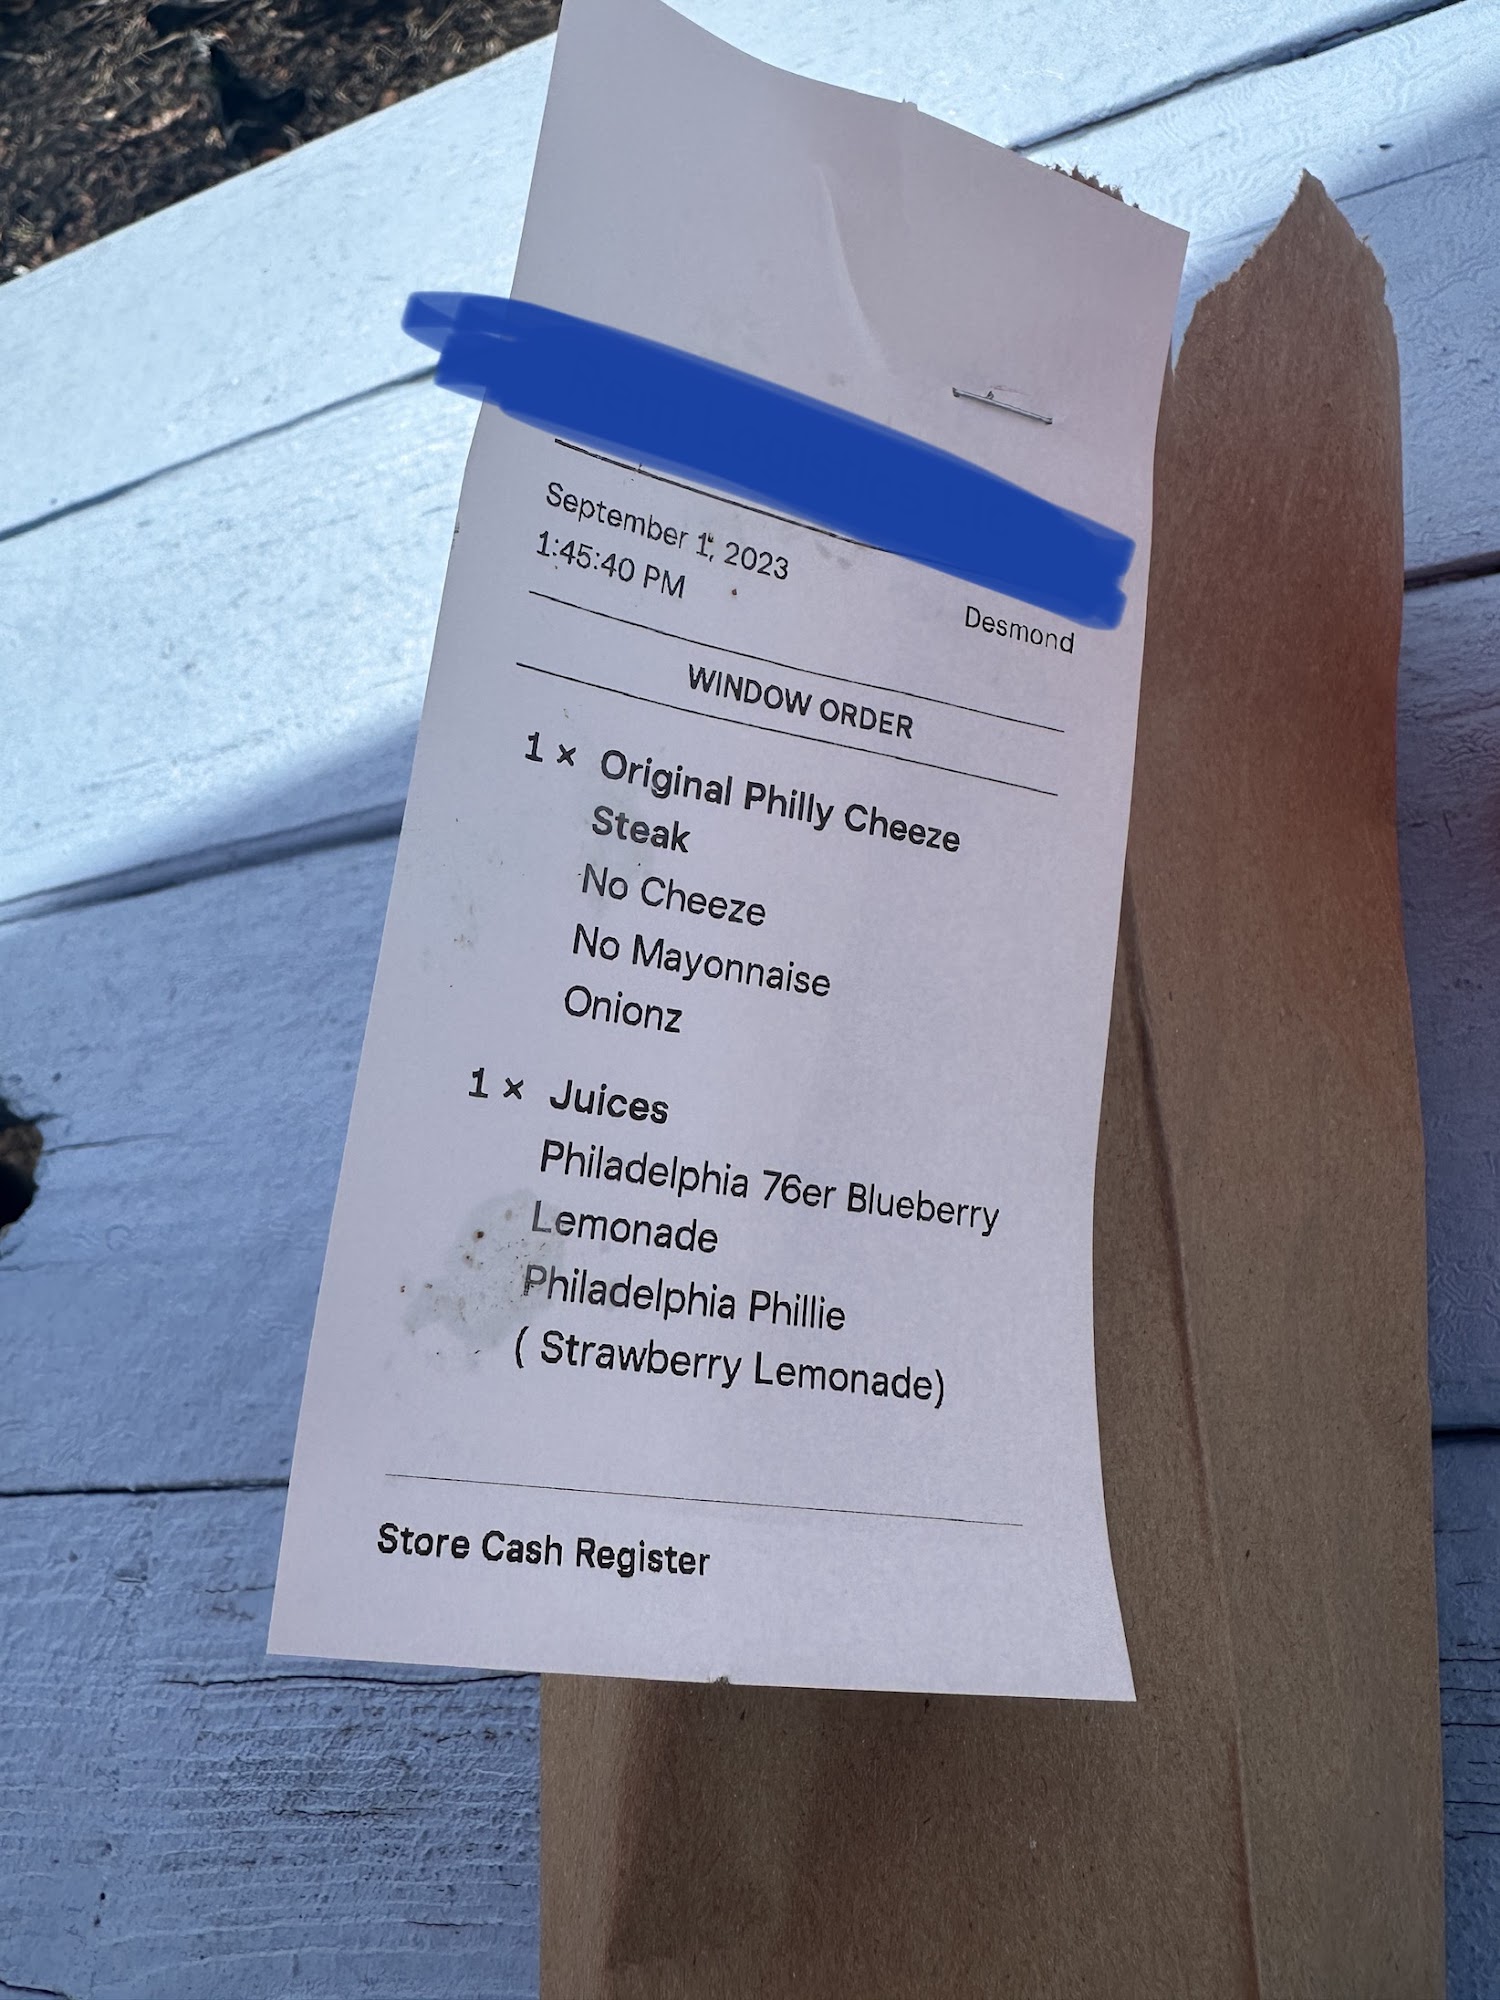 September 1, 2023
1:45:40 PM
Desmond
WINDOW ORDER
1 × Original Philly Cheeze
Steak
No Cheeze
No Mayonnaise
Onionz
1 × Juices
Philadelphia 76er Blueberry
Lemonade
Philadelphia Phillie
( Strawberry Lemonade)
Store Cash Register